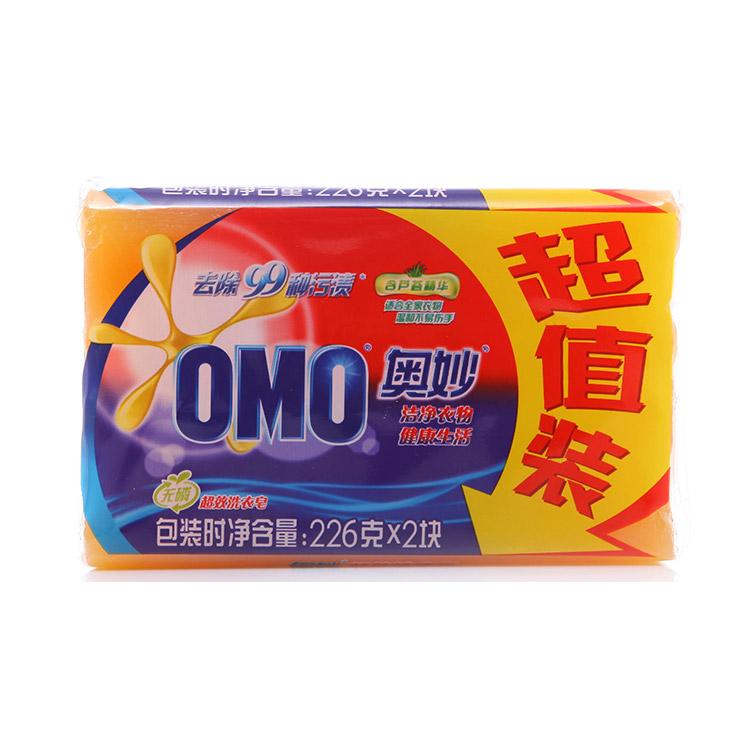 包装时净含量:226克×2块
去除99种污渍
含芦荟精华
适合全家衣物
温和不易伤手
OMO® 奥妙®
洁净衣物
健康生活
超值装
无磷
超效洗衣皂
包装时净含量:226克×2块
奥妙